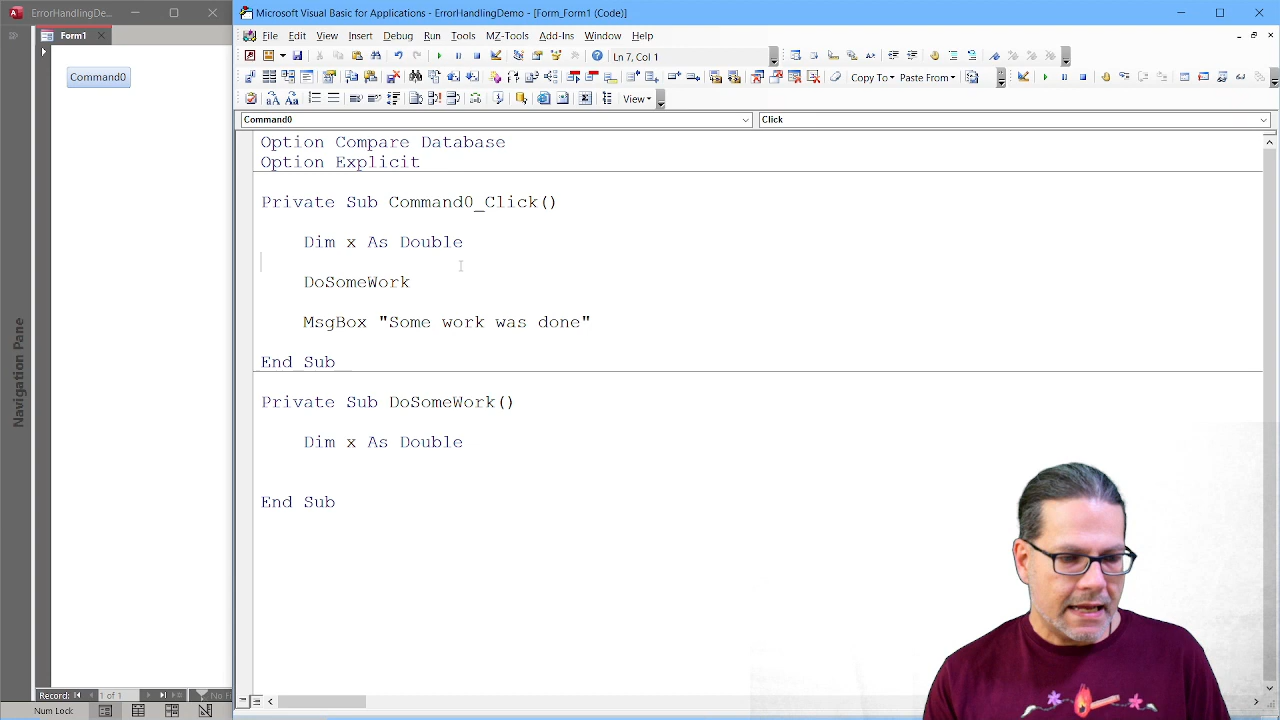 ErrorHandlingDe...
Microsoft Visual Basic for Applications - ErrorHandlingDemo - [Form_Form1 (Code)]
Form1
File Edit View Insert Debug Run Tools MZ-Tools Add-Ins Window Help
Ln 7, Col 1
Copy To Paste From
View
Command0
Command0 Click
Option Compare Database
Option Explicit
Private Sub Command0_Click()
Dim x As Double
DoSomeWork
MsgBox "Some work was done"
End Sub
Private Sub DoSomeWork()
Dim x As Double
End Sub
Navigation Pane
Record: 1 of 1 No Fi
Num Lock